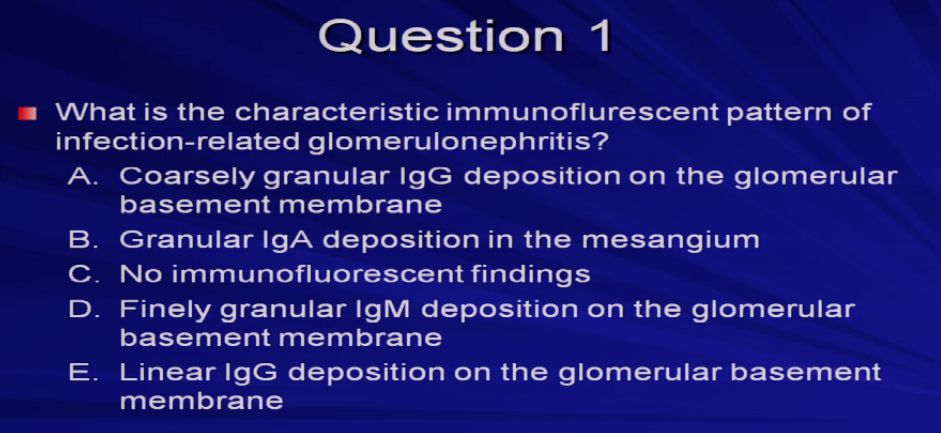 Question 1
What is the characteristic immunoflurescent pattern of
infection-related glomerulonephritis?
A. Coarsely granular IgG deposition on the glomerular
basement membrane
B. Granular IgA deposition in the mesangium
C. No immunofluorescent findings
D. Finely granular IgM deposition on the glomerular
basement membrane
E. Linear IgG deposition on the glomerular basement
membrane